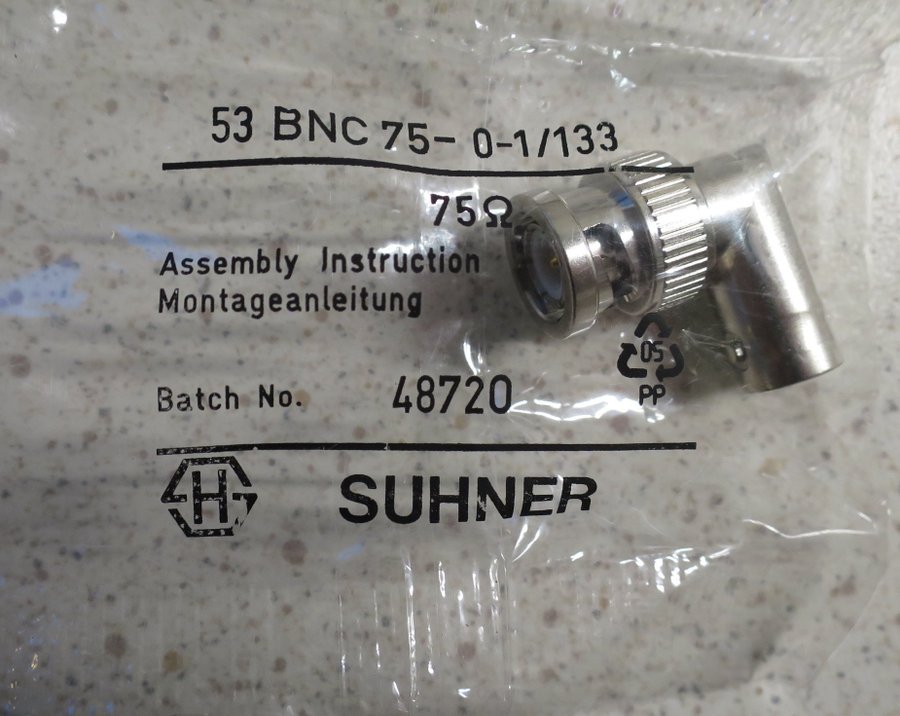 53 BNC 75-0-1/133
75Ω
Assembly Instruction
Montageanleitung
05
PP
Batch No. 48720
H
SUHNER